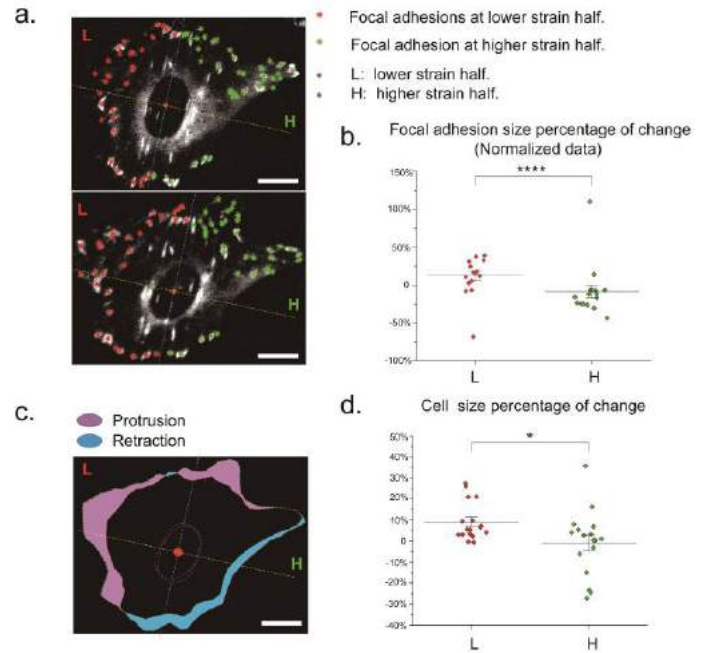 a.
L
H
L
H
Focal adhesions at lower strain half.
Focal adhesion at higher strain half.
L: lower strain half.
H: higher strain half.
b.
Focal adhesion size percentage of change
(Normalized data)
****
150%
100%
50%
0
-50%
-100%
L
H
c.
Protrusion
Retraction
L
H
d.
Cell size percentage of change
*
50%
40%
30%
20%
10%
0
-10%
-20%
-30%
-40%
L
H